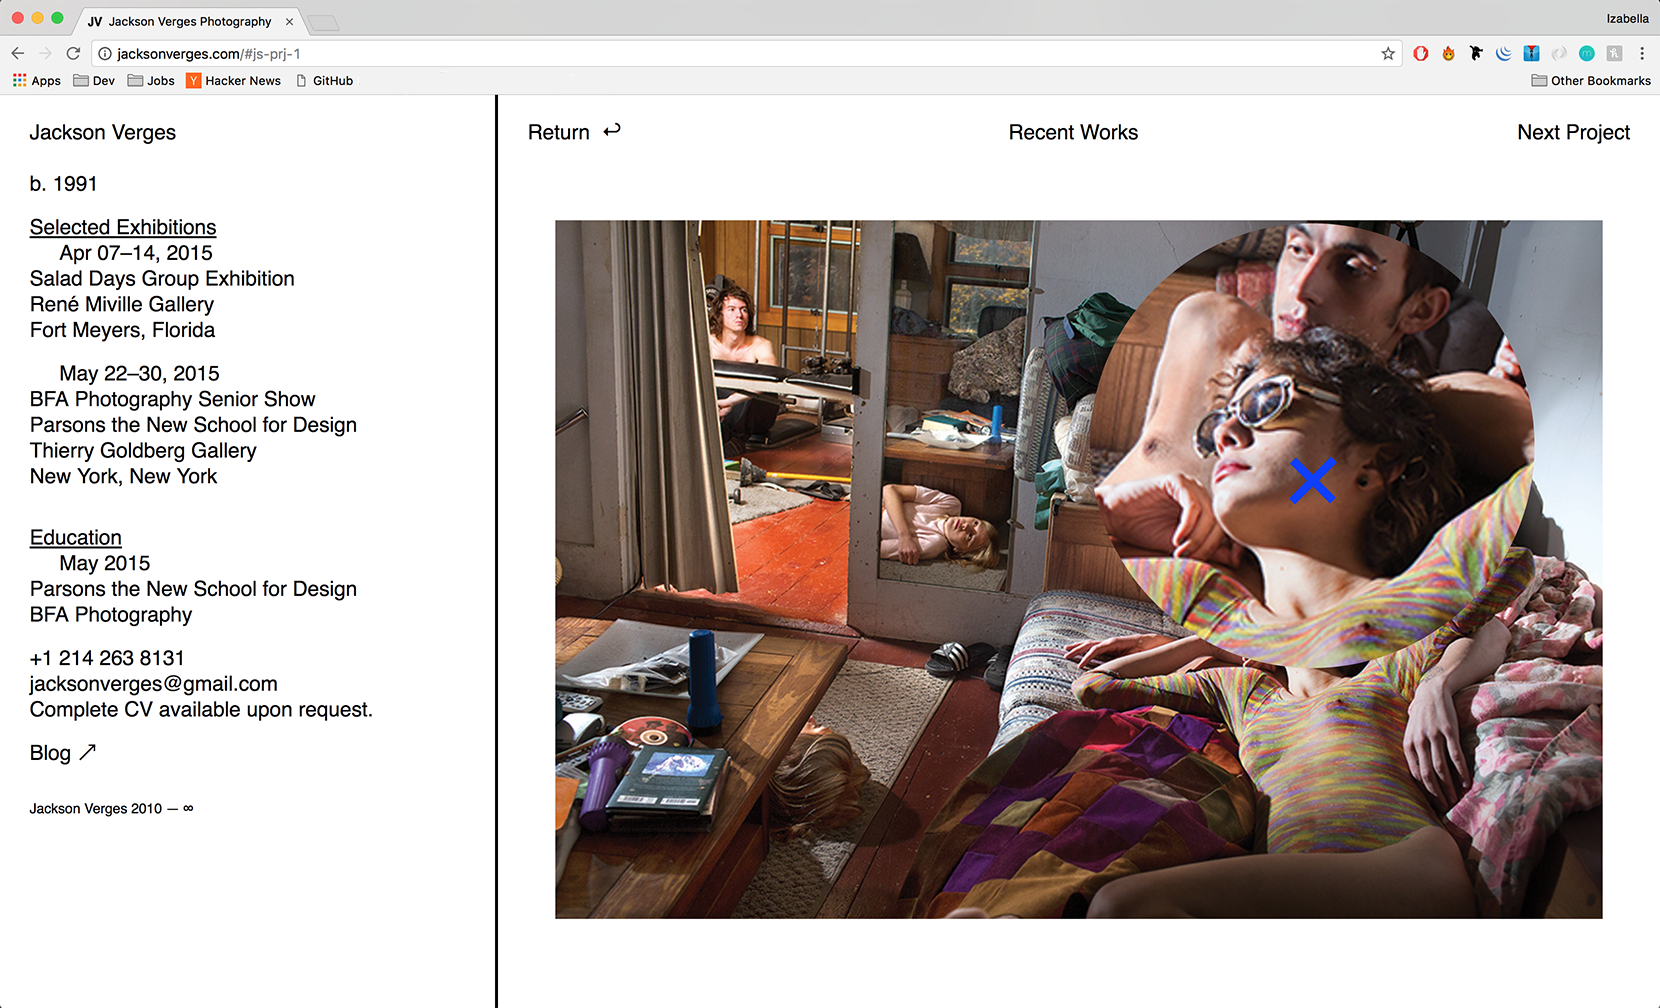 JV Jackson Verges Photography
Izabella
jacksonverges.com/#js-prj-1
Apps Dev Jobs Y Hacker News GitHub Other Bookmarks
Jackson Verges
b. 1991
Selected Exhibitions
Apr 07–14, 2015
Salad Days Group Exhibition
René Miville Gallery
Fort Meyers, Florida
May 22–30, 2015
BFA Photography Senior Show
Parsons the New School for Design
Thierry Goldberg Gallery
New York, New York
Education
May 2015
Parsons the New School for Design
BFA Photography
+1 214 263 8131
jacksonverges@gmail.com
Complete CV available upon request.
Blog ↗
Jackson Verges 2010 — ∞
Return ↩
Recent Works
Next Project